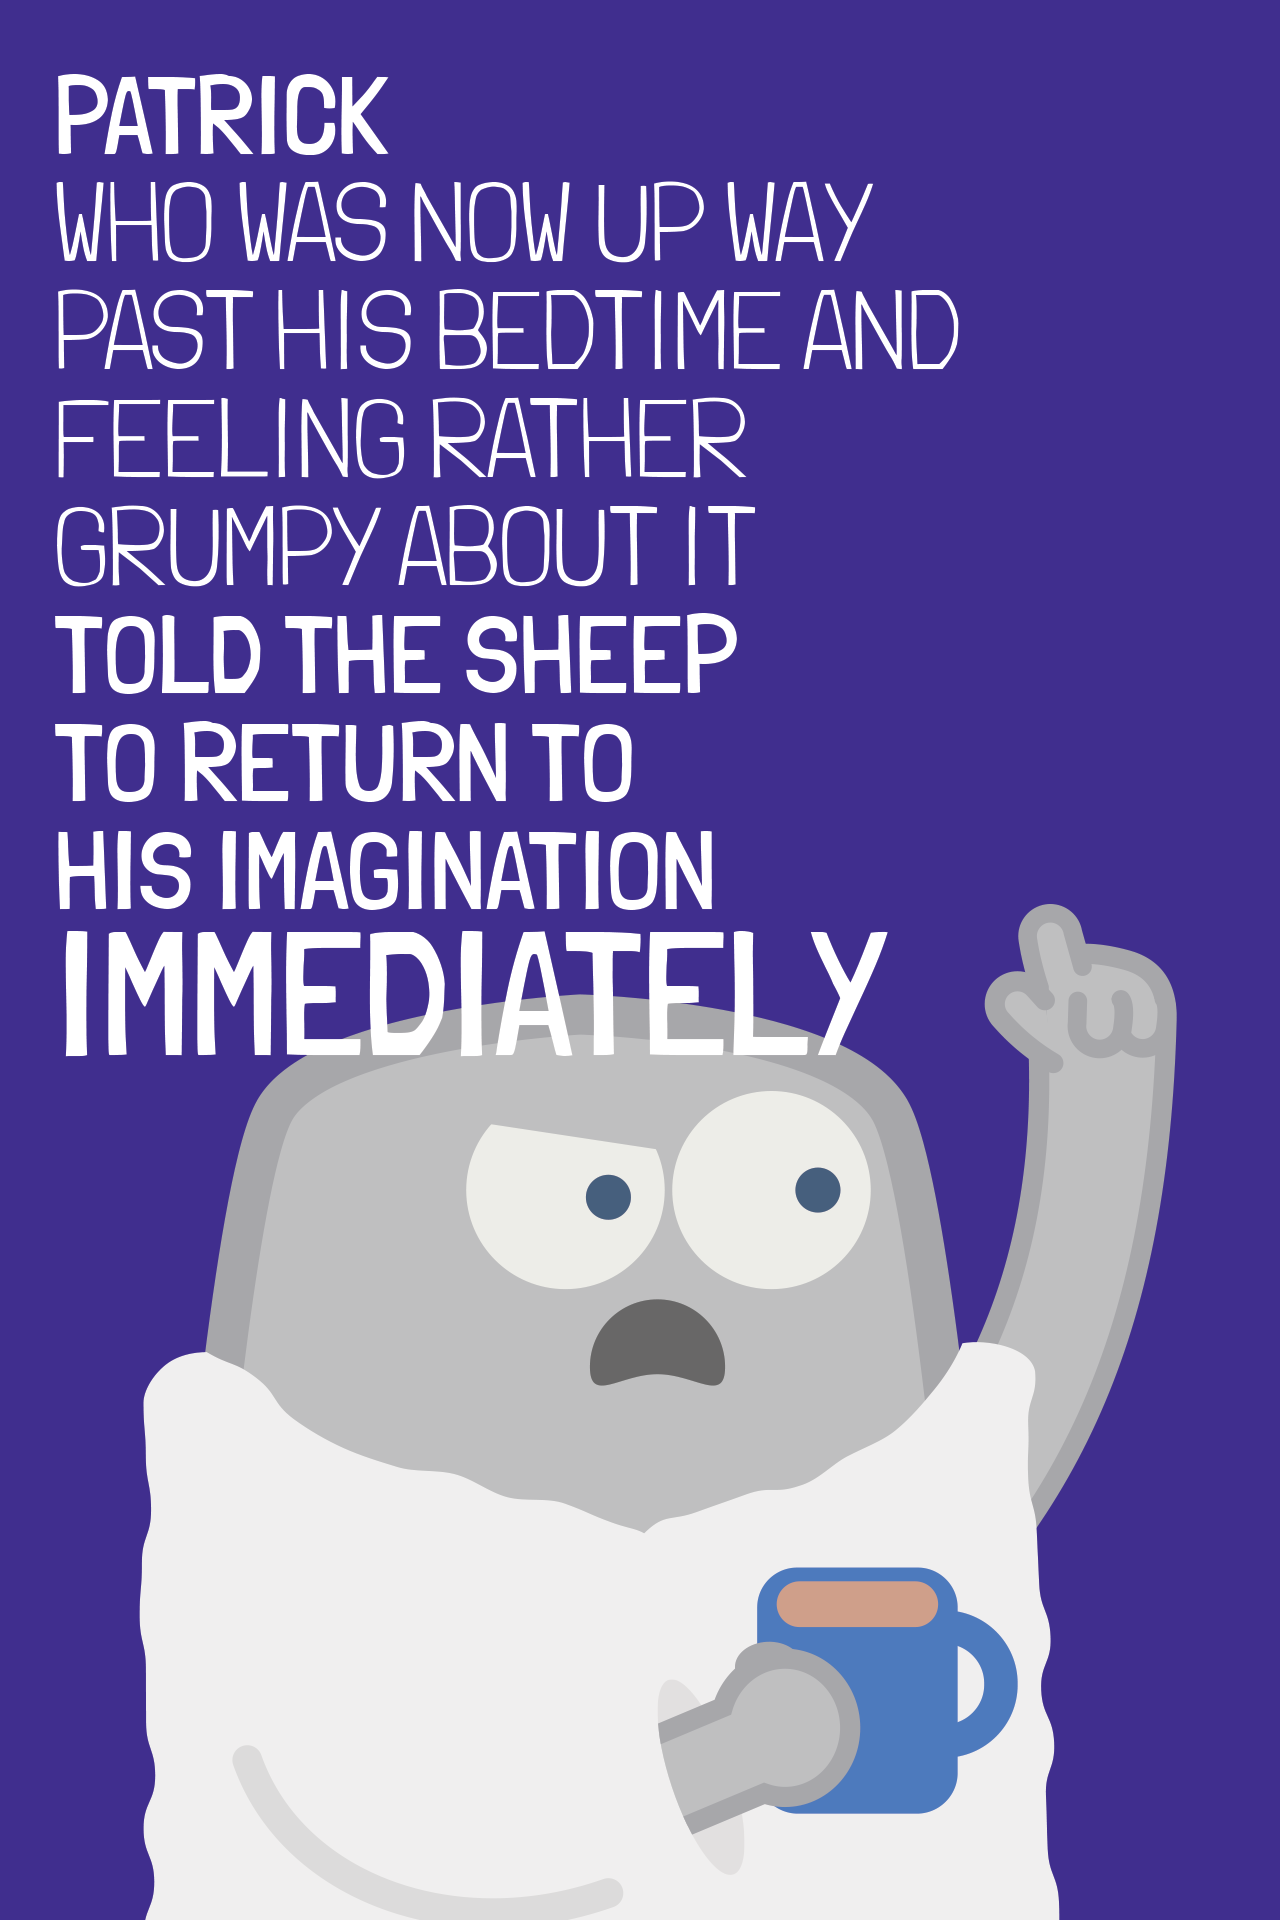 PATRICK
WHO WAS NOW UP WAY
PAST HIS BEDTIME AND
FEELING RATHER
GRUMPY ABOUT IT
TOLD THE SHEEP
TO RETURN TO
HIS IMAGINATION
IMMEDIATELY